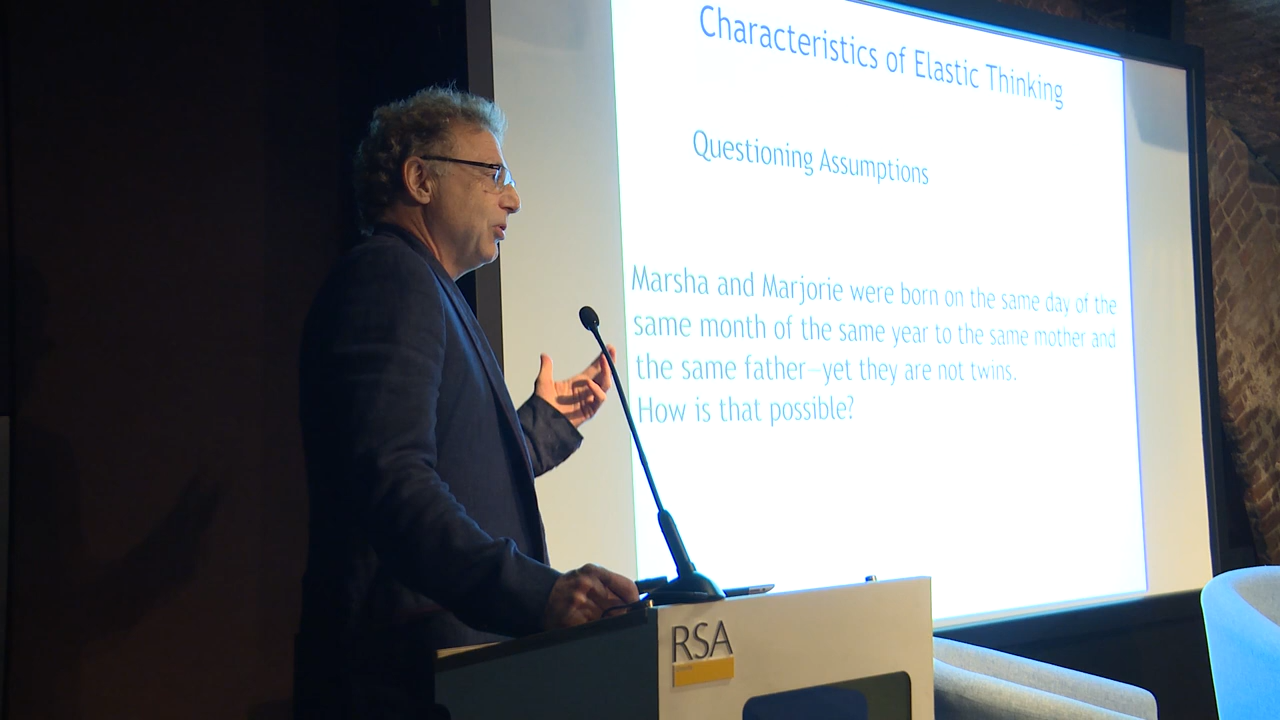 Characteristics of Elastic Thinking
Questioning Assumptions
Marsha and Marjorie were born on the same day of the
same month of the same year to the same mother and
the same father—yet they are not twins.
How is that possible?
RSA